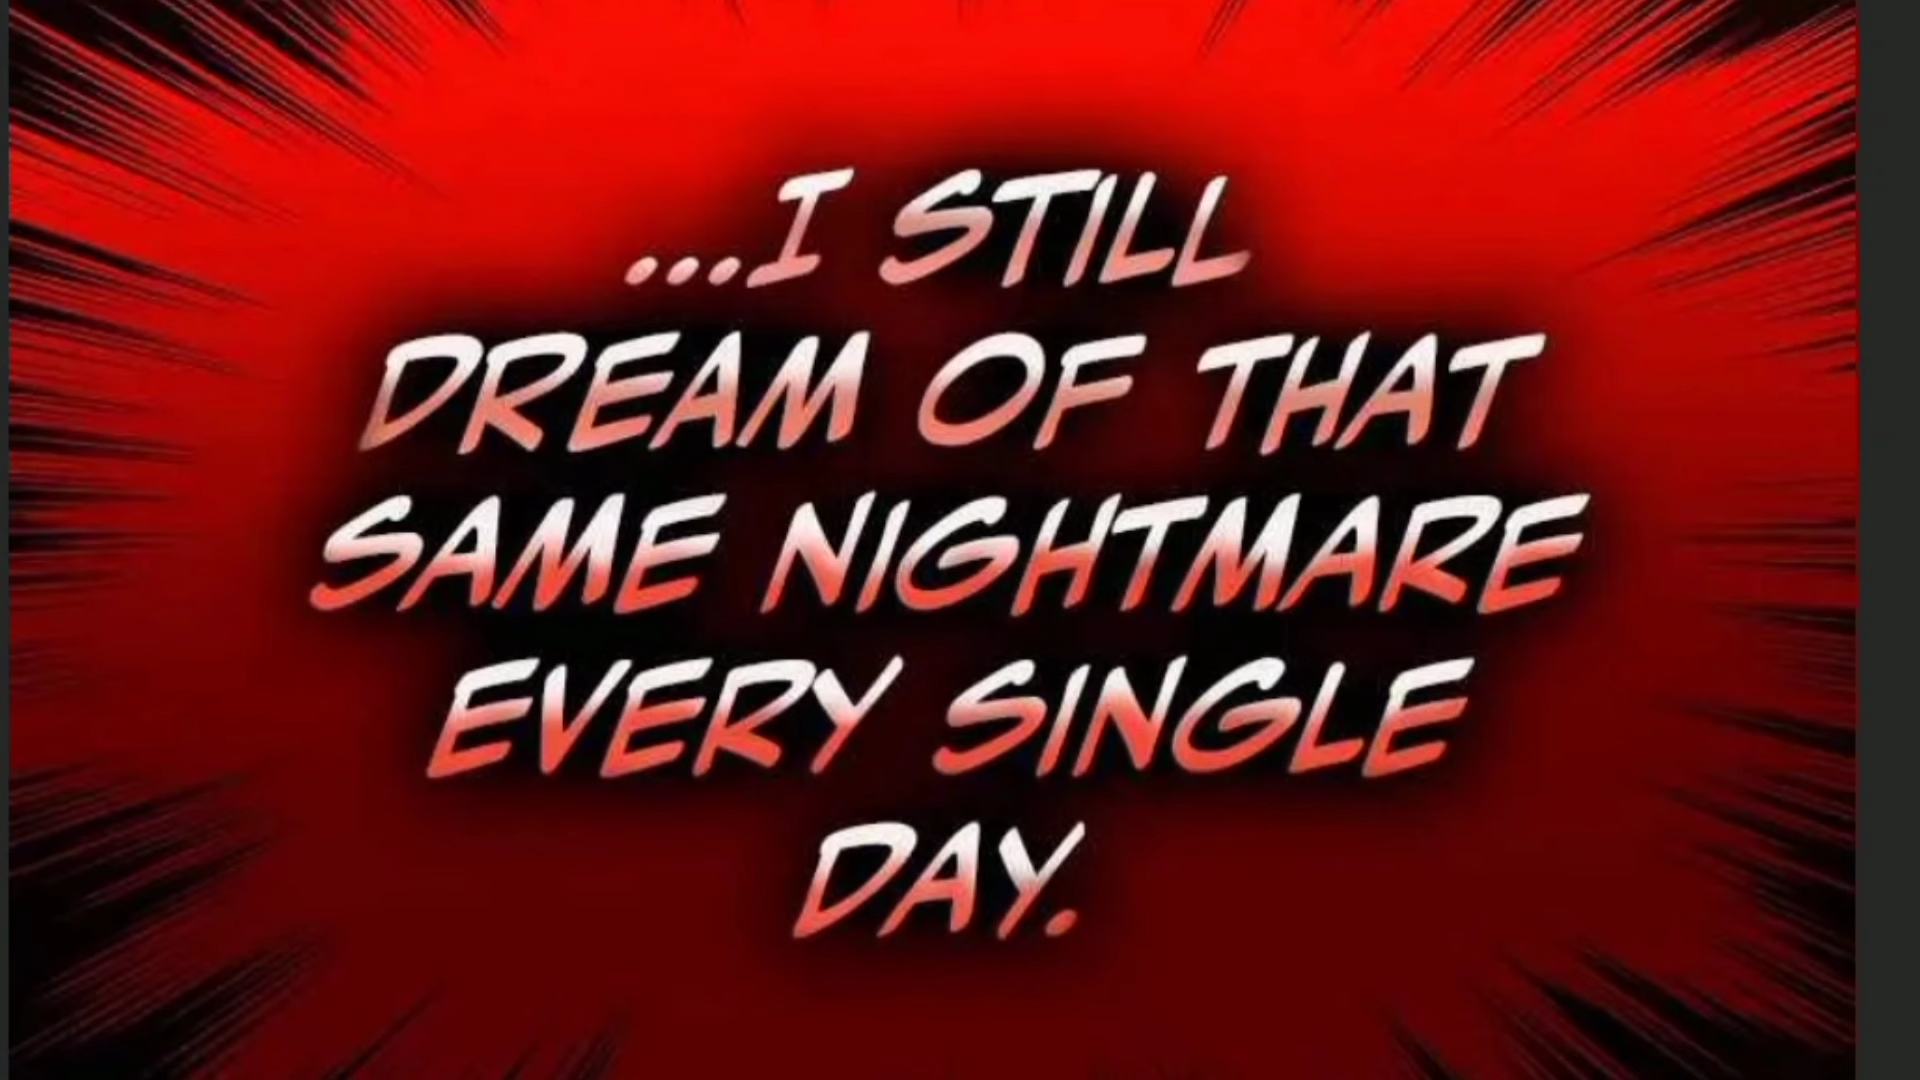 ...I STILL
DREAM OF THAT
SAME NIGHTMARE
EVERY SINGLE
DAY.